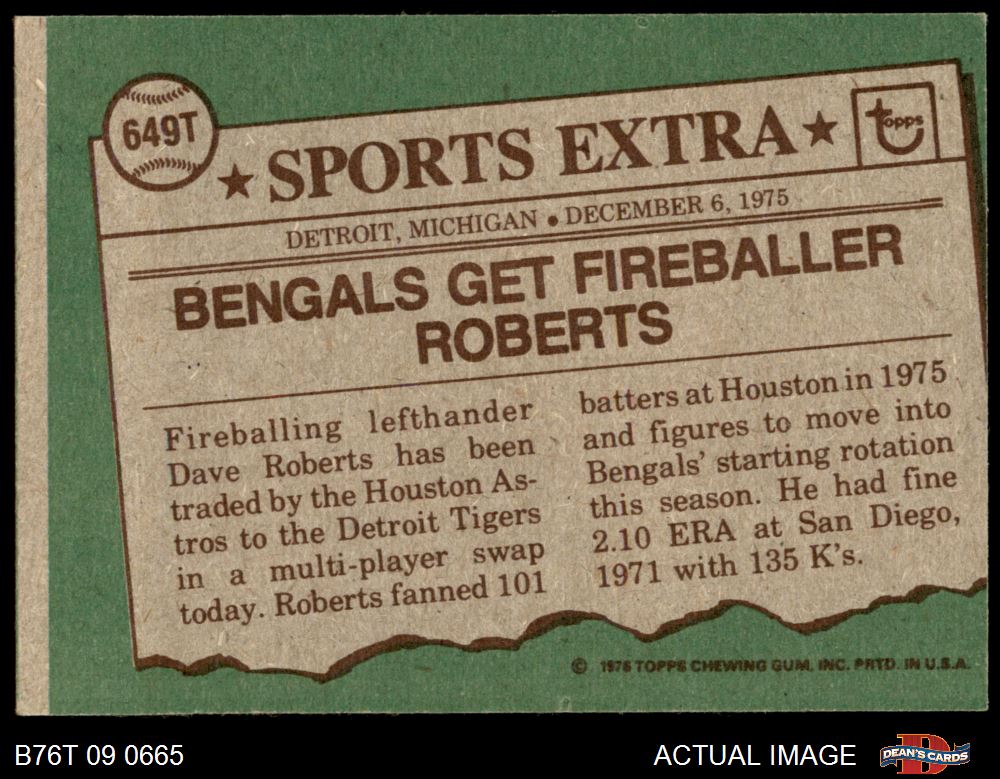 649T
★ SPORTS EXTRA ★
Topps
DETROIT, MICHIGAN • DECEMBER 6, 1975
BENGALS GET FIREBALLER
ROBERTS
Fireballing lefthander
Dave Roberts has been
traded by the Houston As-
tros to the Detroit Tigers
in a multi-player swap
today. Roberts fanned 101
batters at Houston in 1975
and figures to move into
Bengals' starting rotation
this season. He had fine
2.10 ERA at San Diego,
1971 with 135 K's.
© 1976 TOPPS CHEWING GUM, INC. PRTD. IN U.S.A.
B76T 09 0665
ACTUAL IMAGE
DEAN'S CARDS